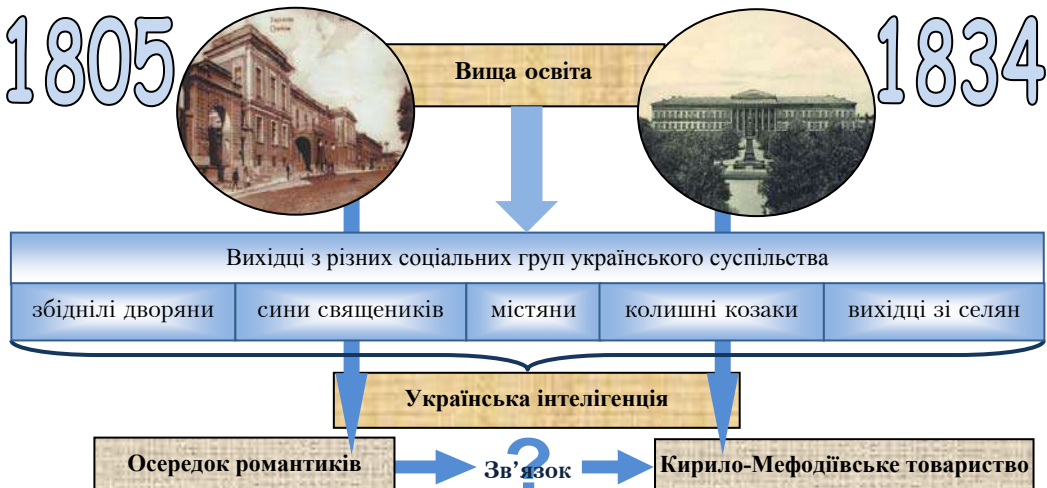 1805
1834
Вища освіта
Вихідці з різних соціальних груп українського суспільства
збіднілі дворяни
сини священиків
містяни
колишні козаки
вихідці зі селян
Українська інтелігенція
Осередок романтиків
?
Зв’язок
Кирило-Мефодіївське товариство